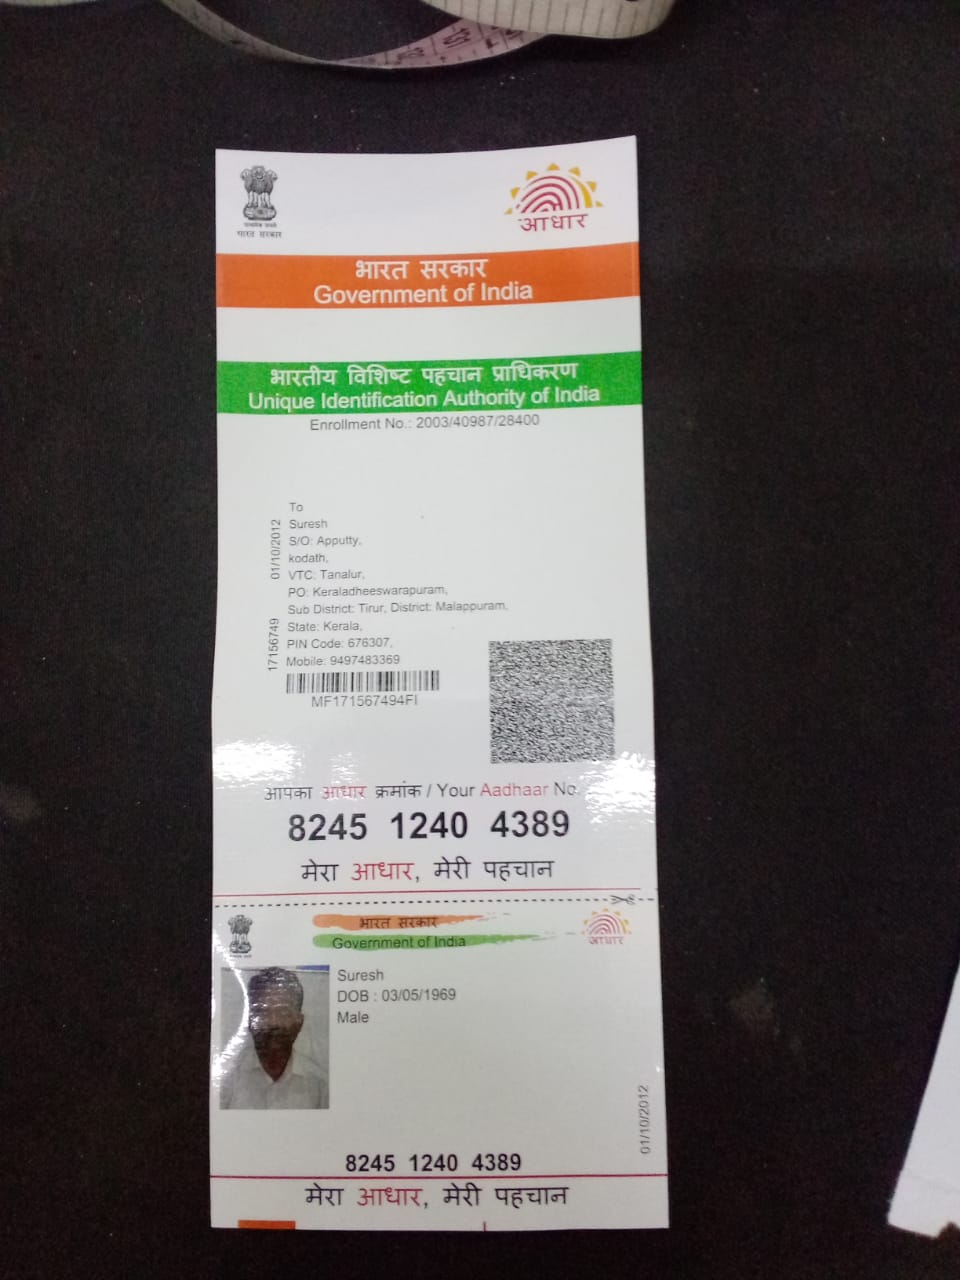 भारत सरकार
आधार
भारत सरकार
Government of India
भारतीय विशिष्ट पहचान प्राधिकरण
Unique Identification Authority of India
Enrollment No.: 2003/40987/28400
To
Suresh
S/O: Apputty,
kodath,
VTC: Tanalur,
PO: Keraladheeswarapuram,
Sub District: Tirur, District: Malappuram,
State: Kerala,
PIN Code: 676307,
Mobile: 9497483369
01/10/2012
17156749
MF171567494FI
आपका आधार क्रमांक / Your Aadhaar No.
8245 1240 4389
मेरा आधार, मेरी पहचान
भारत सरकार
Government of India
आधार
Suresh
DOB : 03/05/1969
Male
01/10/2012
8245 1240 4389
मेरा आधार, मेरी पहचान